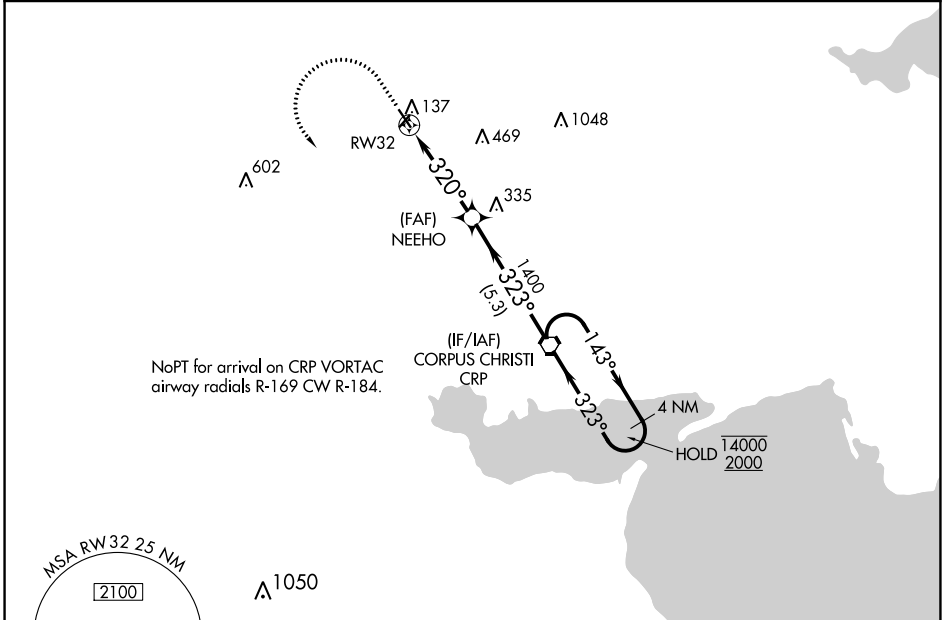 137
1048
RW32
469
602
320°
335
(FAF)
NEEHO
1400
323°
(5.3)
(IF/IAF)
CORPUS CHRISTI
CRP
143°
NoPT for arrival on CRP VORTAC
airway radials R-169 CW R-184.
323°
4 NM
HOLD 14000
2000
MSA RW32 25 NM
2100
1050